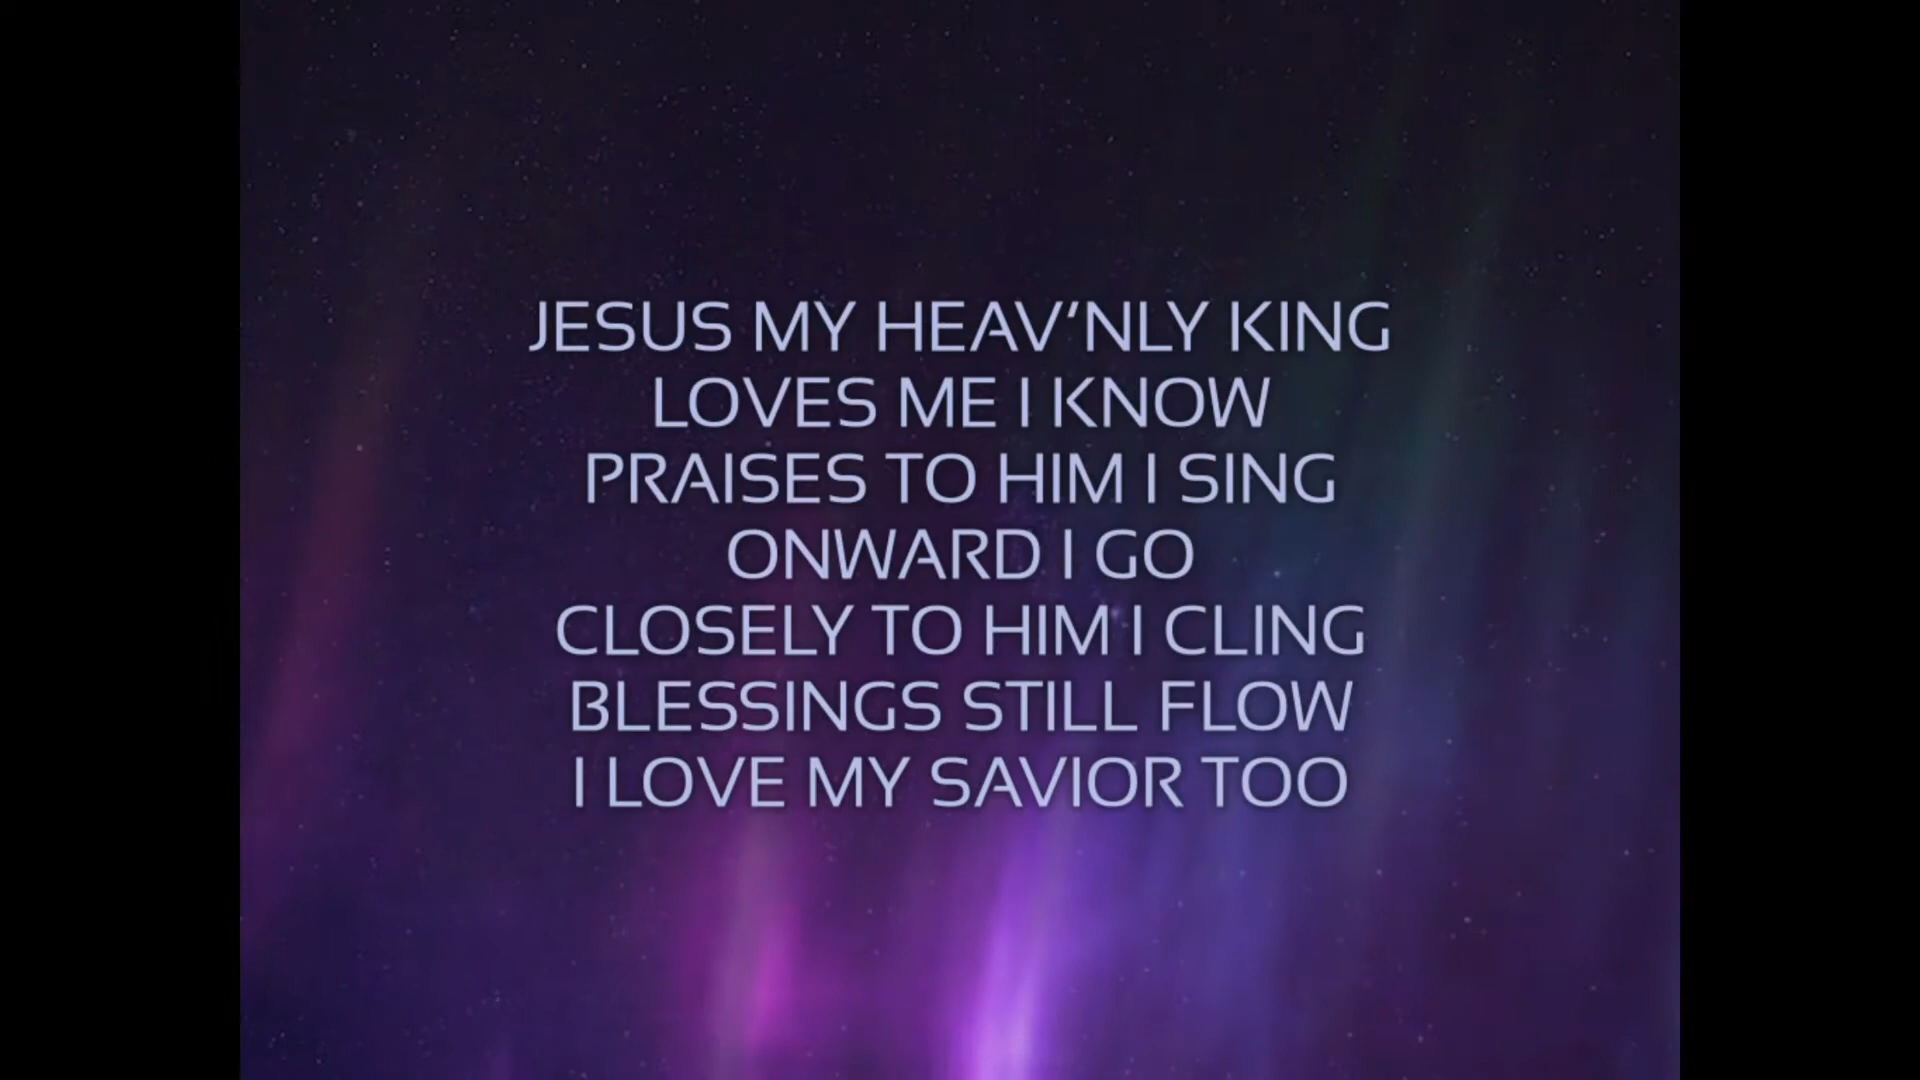 JESUS MY HEAV'NLY KING
LOVES ME I KNOW
PRAISES TO HIM I SING
ONWARD I GO
CLOSELY TO HIM I CLING
BLESSINGS STILL FLOW
I LOVE MY SAVIOR TOO